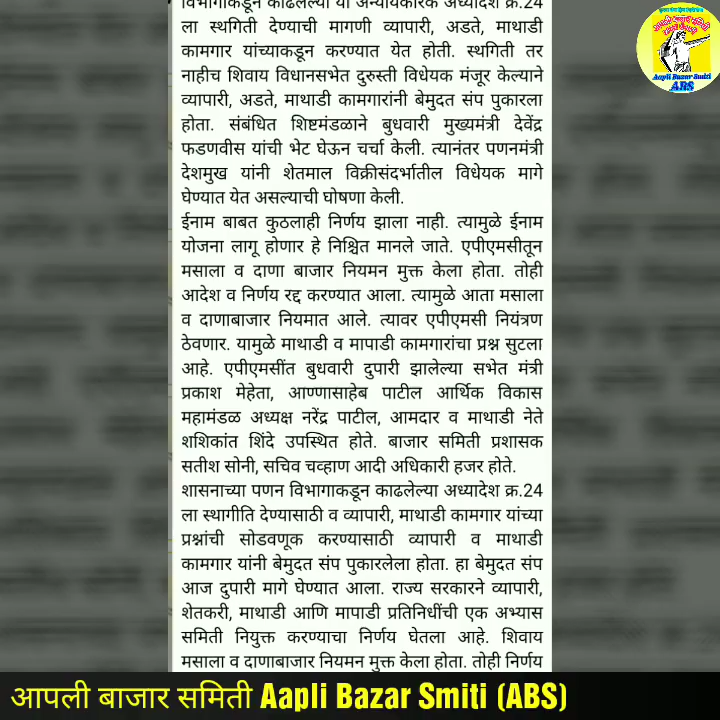 विभागाकडून काढलेल्या या अन्यायकारक अध्यादेश क्र.24
ला स्थगिती देण्याची मागणी व्यापारी, अडते, माथाडी
कामगार यांच्याकडून करण्यात येत होती. स्थगिती तर
नाहीच शिवाय विधानसभेत दुरुस्ती विधेयक मंजूर केल्याने
व्यापारी, अडते, माथाडी कामगारांनी बेमुदत संप पुकारला
होता. संबंधित शिष्टमंडळाने बुधवारी मुख्यमंत्री देवेंद्र
फडणवीस यांची भेट घेऊन चर्चा केली. त्यानंतर पणनमंत्री
देशमुख यांनी शेतमाल विक्रीसंदर्भातील विधेयक मागे
घेण्यात येत असल्याची घोषणा केली.
ईनाम बाबत कुठलाही निर्णय झाला नाही. त्यामुळे ईनाम
योजना लागू होणार हे निश्चित मानले जाते. एपीएमसीतून
मसाला व दाणा बाजार नियमन मुक्त केला होता. तोही
आदेश व निर्णय रद्द करण्यात आला. त्यामुळे आता मसाला
व दाणाबाजार नियमात आले. त्यावर एपीएमसी नियंत्रण
ठेवणार. यामुळे माथाडी व मापाडी कामगारांचा प्रश्न सुटला
आहे. एपीएमसींत बुधवारी दुपारी झालेल्या सभेत मंत्री
प्रकाश मेहेता, आण्णासाहेब पाटील आर्थिक विकास
महामंडळ अध्यक्ष नरेंद्र पाटील, आमदार व माथाडी नेते
शशिकांत शिंदे उपस्थित होते. बाजार समिती प्रशासक
सतीश सोनी, सचिव चव्हाण आदी अधिकारी हजर होते.
शासनाच्या पणन विभागाकडून काढलेल्या अध्यादेश क्र.24
ला स्थागीति देण्यासाठी व व्यापारी, माथाडी कामगार यांच्या
प्रश्नांची सोडवणूक करण्यासाठी व्यापारी व माथाडी
कामगार यांनी बेमुदत संप पुकारलेला होता. हा बेमुदत संप
आज दुपारी मागे घेण्यात आला. राज्य सरकारने व्यापारी,
शेतकरी, माथाडी आणि मापाडी प्रतिनिधींची एक अभ्यास
समिती नियुक्त करण्याचा निर्णय घेतला आहे. शिवाय
मसाला व दाणाबाजार नियमन मुक्त केला होता. तोही निर्णय
Aapli Bazar Smiti
ABS
आपली बाजार समिती Aapli Bazar Smiti (ABS)